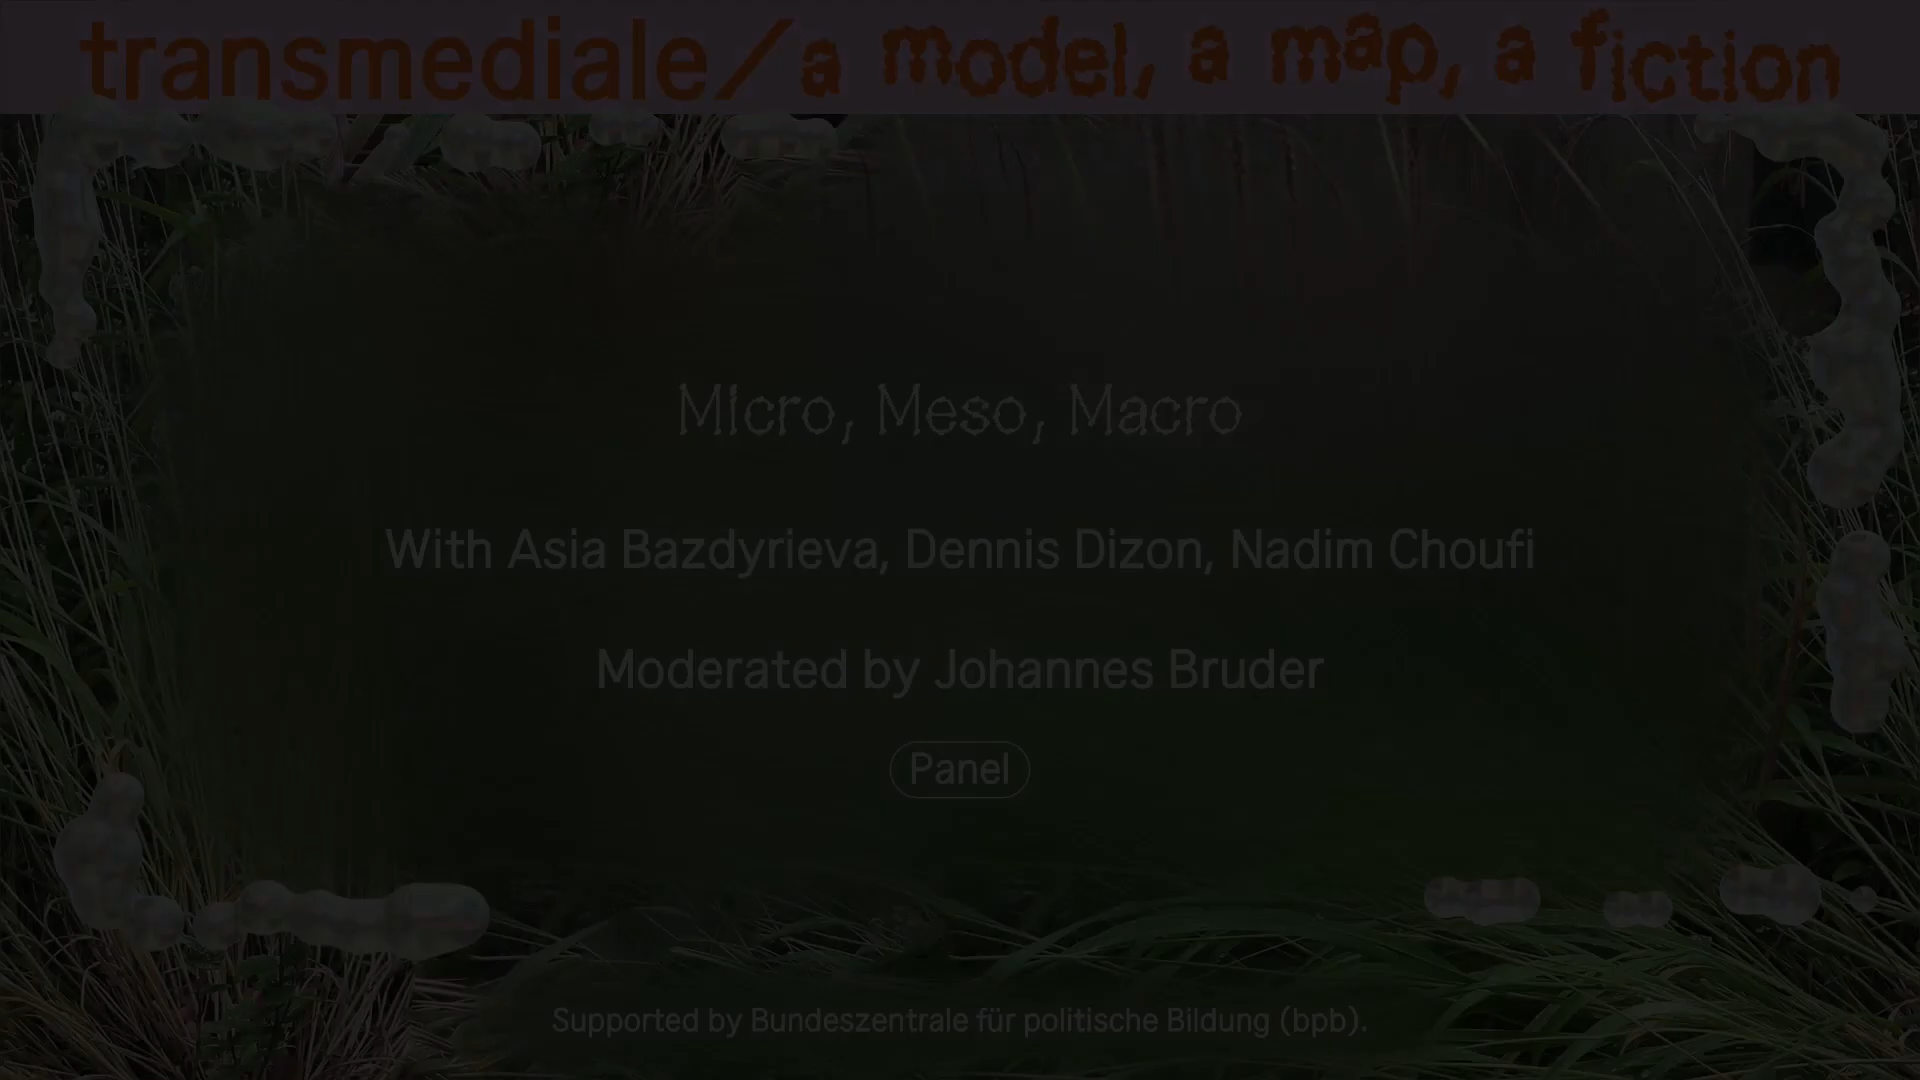 transmediale/a model, a map, a fiction
MIcro, Meso, Macro
With Asia Bazdyrieva, Dennis Dizon, Nadim Choufi
Moderated by Johannes Bruder
Panel
Supported by Bundeszentrale für politische Bildung (bpb).